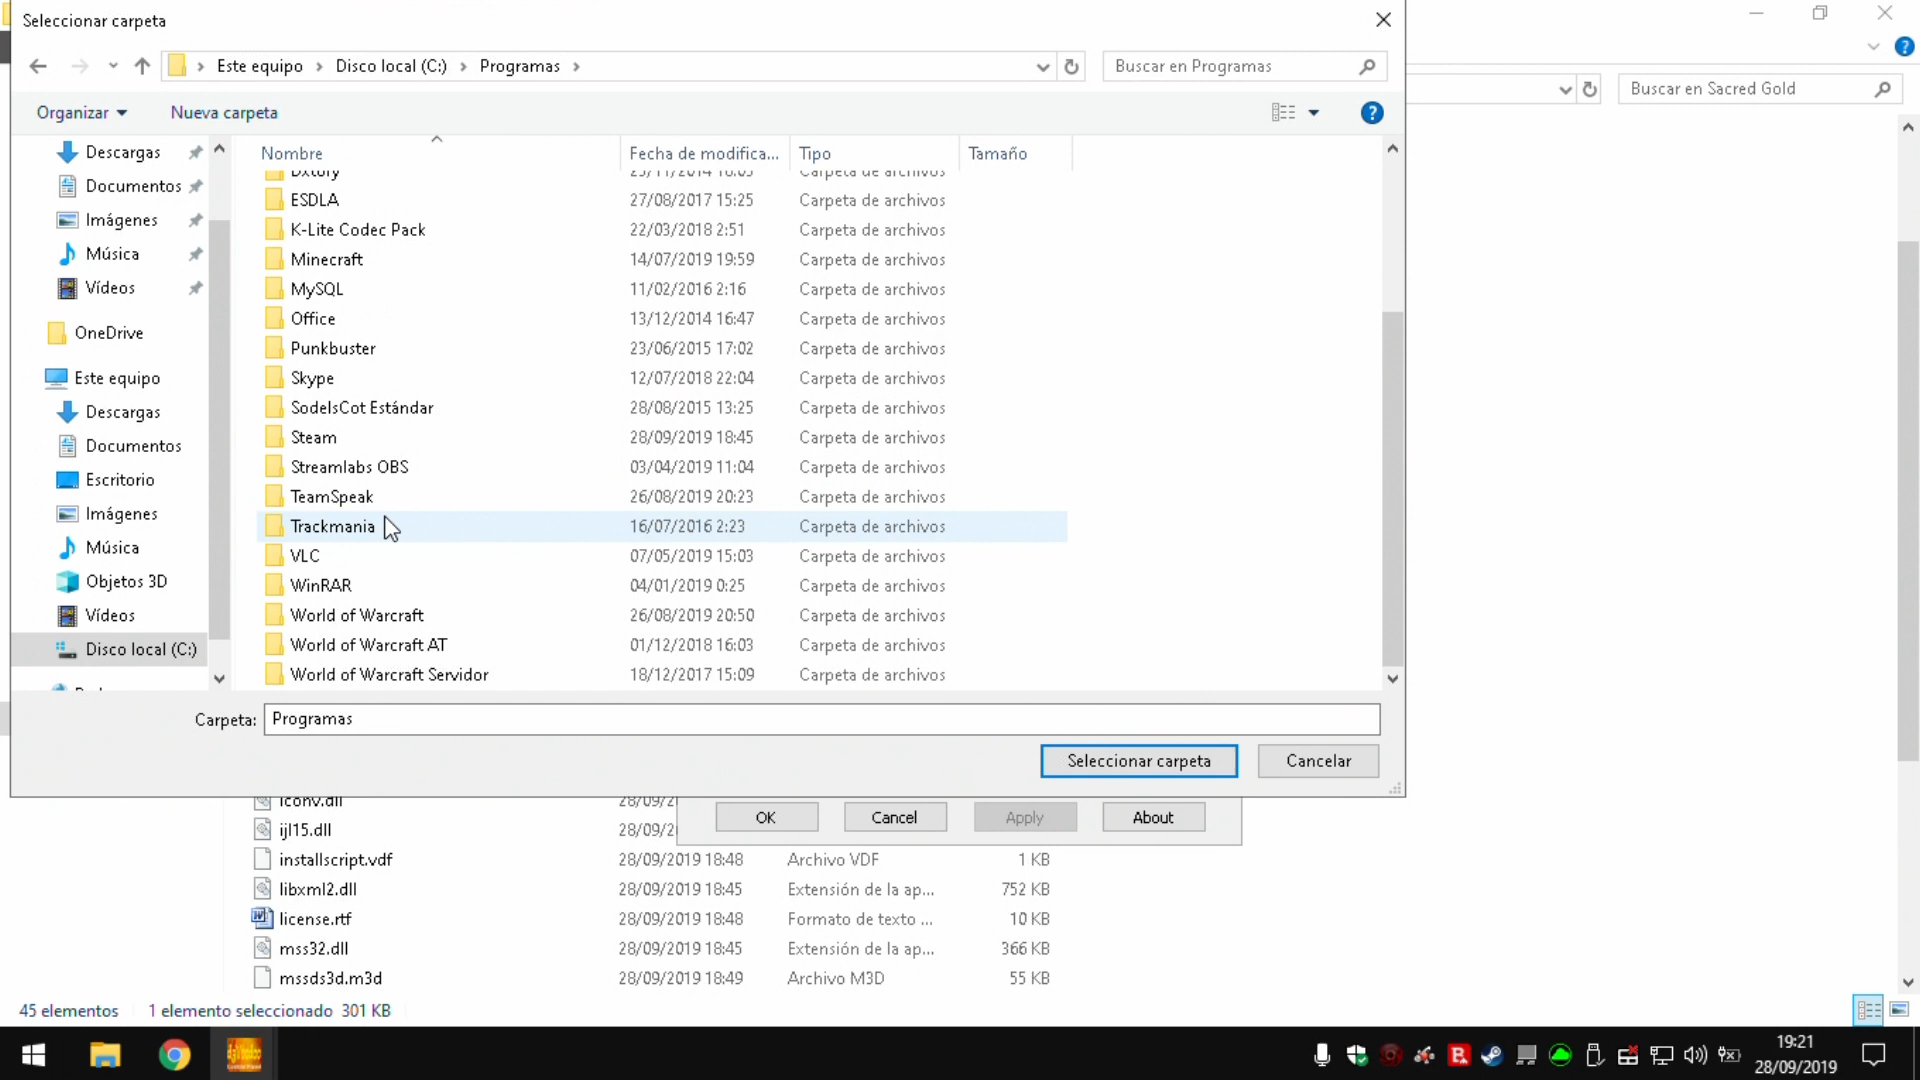 Seleccionar carpeta
Este equipo > Disco local (C:) > Programas >
Buscar en Programas
Buscar en Sacred Gold
Organizar
Nueva carpeta
Nombre Fecha de modifica... Tipo Tamaño
Descargas
Documentos
Imágenes
Música
Vídeos
OneDrive
Este equipo
Descargas
Documentos
Escritorio
Imágenes
Música
Objetos 3D
Vídeos
Disco local (C:)
Dxtory Carpeta de archivos
ESDLA 27/08/2017 15:25 Carpeta de archivos
K-Lite Codec Pack 22/03/2018 2:51 Carpeta de archivos
Minecraft 14/07/2019 19:59 Carpeta de archivos
MySQL 11/02/2016 2:16 Carpeta de archivos
Office 13/12/2014 16:47 Carpeta de archivos
Punkbuster 23/06/2015 17:02 Carpeta de archivos
Skype 12/07/2018 22:04 Carpeta de archivos
SodelsCot Estándar 28/08/2015 13:25 Carpeta de archivos
Steam 28/09/2019 18:45 Carpeta de archivos
Streamlabs OBS 03/04/2019 11:04 Carpeta de archivos
TeamSpeak 26/08/2019 20:23 Carpeta de archivos
Trackmania 16/07/2016 2:23 Carpeta de archivos
VLC 07/05/2019 15:03 Carpeta de archivos
WinRAR 04/01/2019 0:25 Carpeta de archivos
World of Warcraft 26/08/2019 20:50 Carpeta de archivos
World of Warcraft AT 01/12/2018 16:03 Carpeta de archivos
World of Warcraft Servidor 18/12/2017 15:09 Carpeta de archivos
Carpeta: Programas
Seleccionar carpeta
Cancelar
OK
Cancel
Apply
About
iconv.dll 28/09/2
ijl15.dll 28/09/2
installscript.vdf 28/09/2019 18:48 Archivo VDF 1 KB
libxml2.dll 28/09/2019 18:45 Extensión de la ap... 752 KB
license.rtf 28/09/2019 18:48 Formato de texto ... 10 KB
mss32.dll 28/09/2019 18:45 Extensión de la ap... 366 KB
mssds3d.m3d 28/09/2019 18:49 Archivo M3D 55 KB
45 elementos
1 elemento seleccionado 301 KB
19:21
28/09/2019